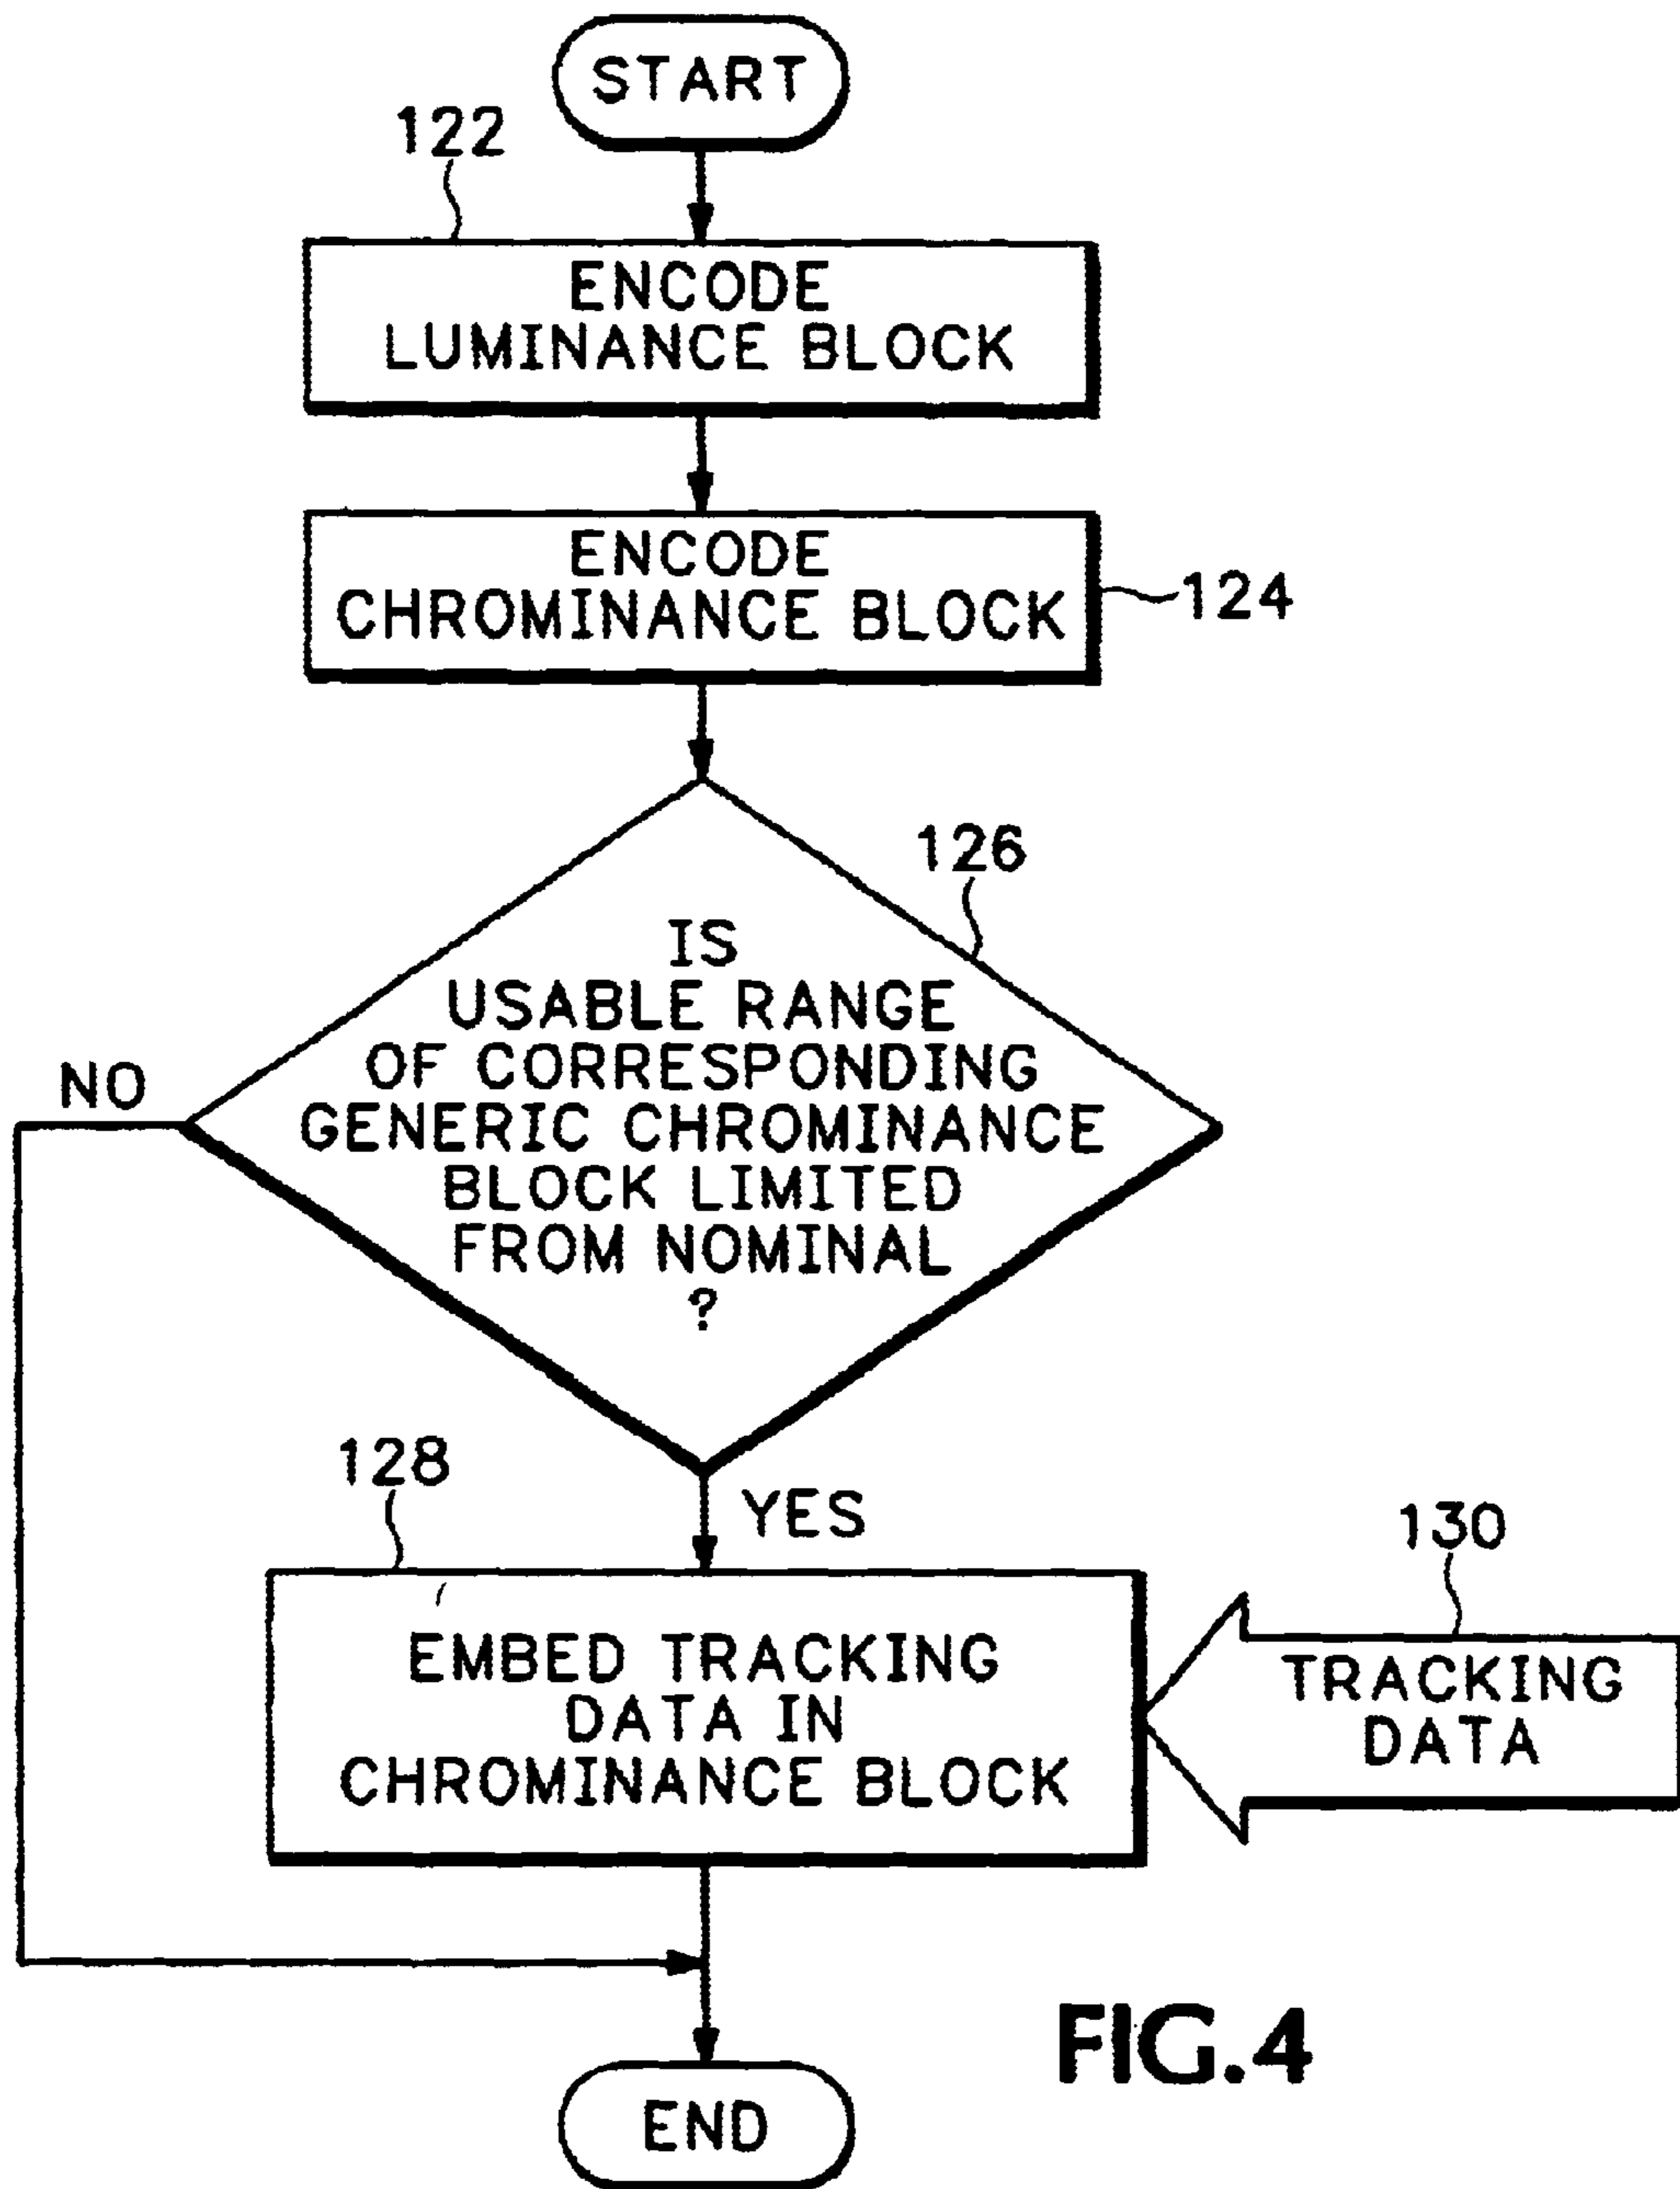 START
122
ENCODE
LUMINANCE BLOCK
ENCODE
CHROMINANCE BLOCK
124
126
IS
USABLE RANGE
OF CORRESPONDING
GENERIC CHROMINANCE
BLOCK LIMITED
FROM NOMINAL
?
NO
YES
128
EMBED TRACKING
DATA IN
CHROMINANCE BLOCK
130
TRACKING
DATA
END
FIG.4